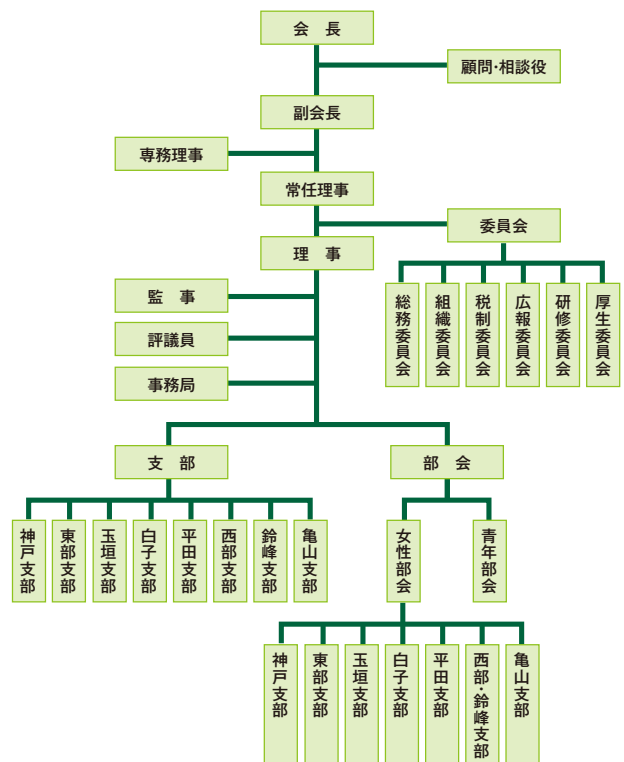 会　長
顧問･相談役
副会長
専務理事
常任理事
委員会
理　事
監　事
評議員
事務局
総務委員会
組織委員会
税制委員会
広報委員会
研修委員会
厚生委員会
支　部
部　会
神戸支部
東部支部
玉垣支部
白子支部
平田支部
西部支部
鈴峰支部
亀山支部
女性部会
青年部会
神戸支部
東部支部
玉垣支部
白子支部
平田支部
西部・鈴峰支部
亀山支部